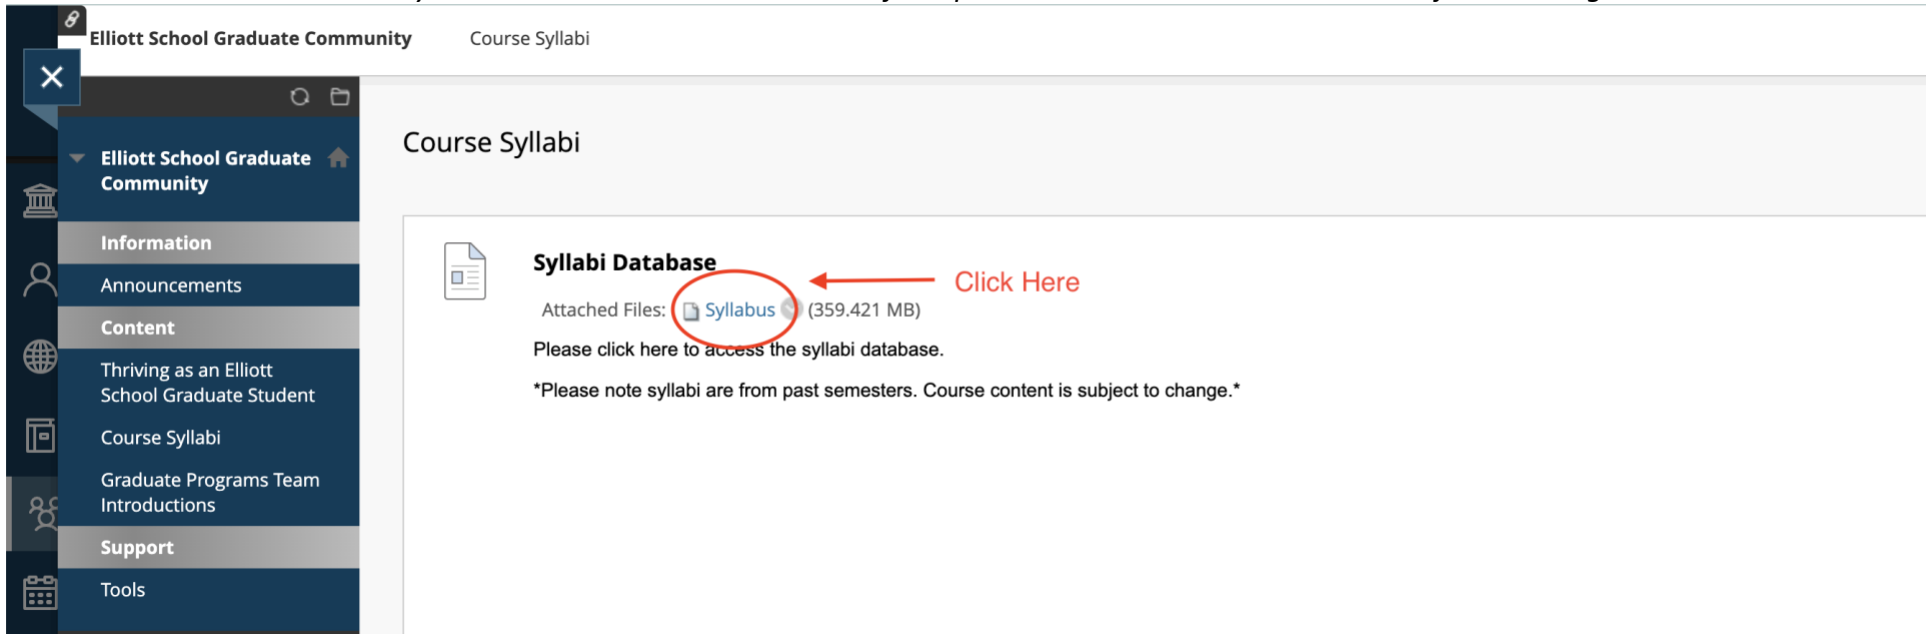 Elliott School Graduate Community
Course Syllabi
Elliott School Graduate
Community
Information
Announcements
Content
Thriving as an Elliott
School Graduate Student
Course Syllabi
Graduate Programs Team
Introductions
Support
Tools
Course Syllabi
Syllabi Database
Click Here
Attached Files: Syllabus (359.421 MB)
Please click here to access the syllabi database.
*Please note syllabi are from past semesters. Course content is subject to change.*